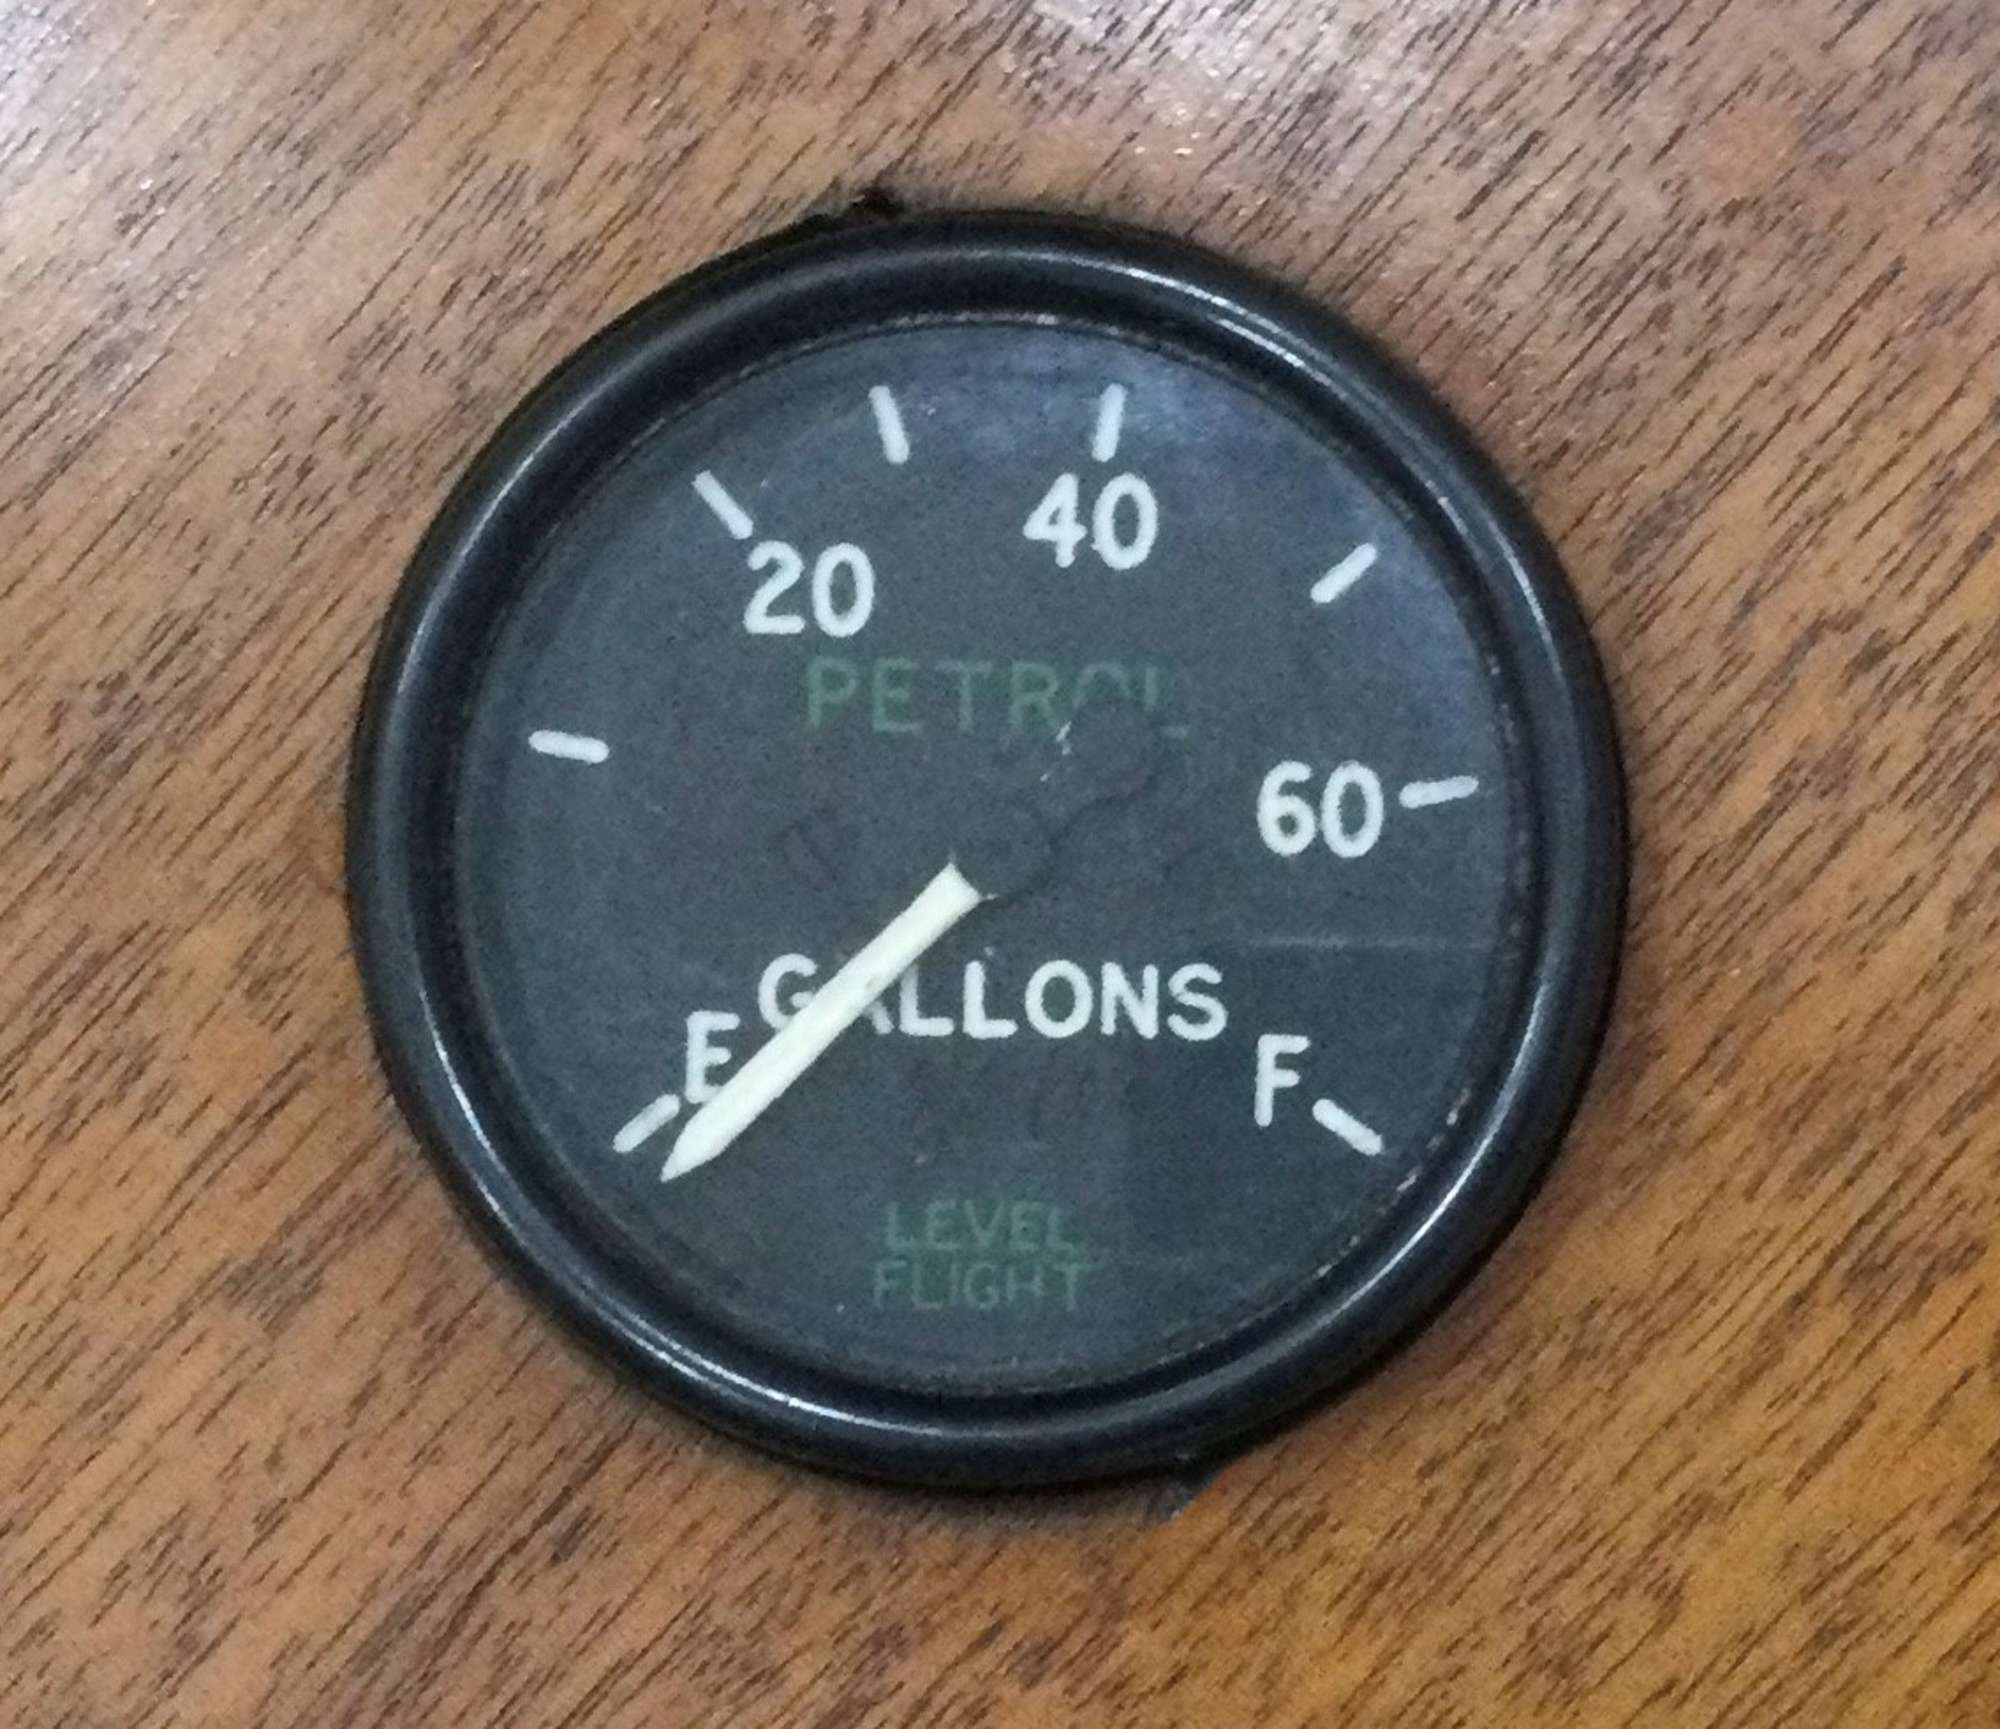 40
20
PETROL
60
GALLONS
E
F
LEVEL
FLIGHT